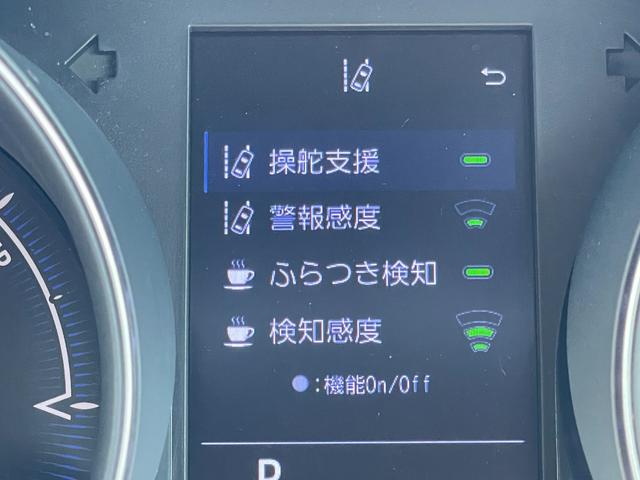 操舵支援
警報感度
ふらつき検知
検知感度
●:機能On/Off
P